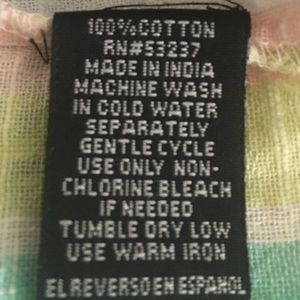 100%COTTON
RN#53237
MADE IN INDIA
MACHINE WASH
IN COLD WATER
SEPARATELY
GENTLE CYCLE
USE ONLY NON-
CHLORINE BLEACH
IF NEEDED
TUMBLE DRY LOW
USE WARM IRON
EL REVERSO EN ESPAÑOL